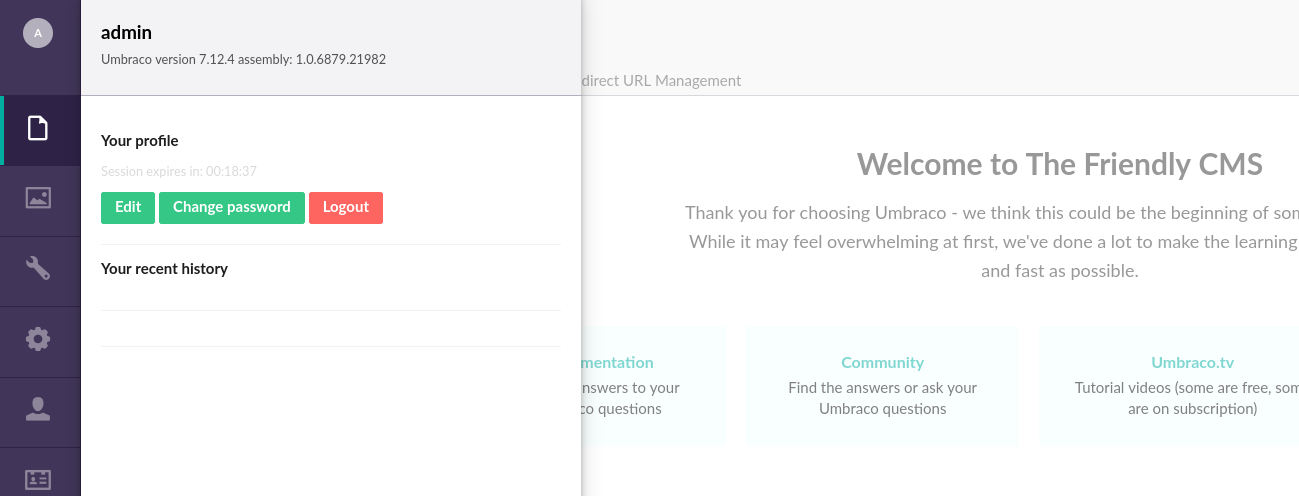 A
admin
Umbraco version 7.12.4 assembly: 1.0.6879.21982
direct URL Management
Your profile
Session expires in: 00:18:37
Edit
Change password
Logout
Your recent history
Welcome to The Friendly CMS
Thank you for choosing Umbraco - we think this could be the beginning of
While it may feel overwhelming at first, we've done a lot to make the learning
and fast as possible.
mentation
nswers to your
co questions
Community
Find the answers or ask your
Umbraco questions
Umbraco.tv
Tutorial videos (some are free, som
are on subscription)